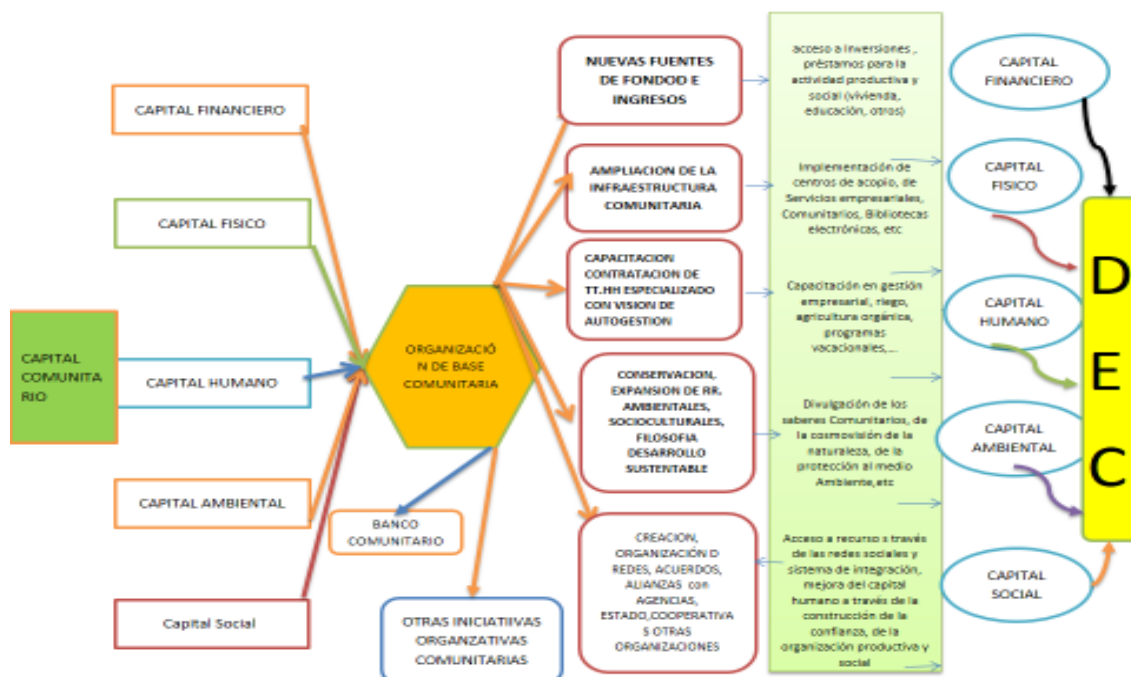 CAPITAL
COMUNITA
RIO
CAPITAL FINANCIERO
CAPITAL FISICO
CAPITAL HUMANO
CAPITAL AMBIENTAL
Capital Social
ORGANIZACIÓ
N DE BASE
COMUNITARIA
BANCO
COMUNITARIO
OTRAS INICIATIIVAS
ORGANZATIVAS
COMUNITARIAS
NUEVAS FUENTES
DE FONDOD E
INGRESOS
AMPLIACION DE LA
INFRAESTRUCTURA
COMUNITARIA
CAPACITACION
CONTRATACION DE
TT.HH ESPECIALIZADO
CON VISION DE
AUTOGESTION
CONSERVACION,
EXPANSION DE RR.
AMBIENTALES,
SOCIOCULTURALES,
FILOSOFIA
DESARROLLO
SUSTENTABLE
CREACION,
ORGANIZACIÓN D
REDES, ACUERDOS,
ALIANZAS con
AGENCIAS,
ESTADO,COOPERATIVA
S OTRAS
ORGANIZACIONES
acceso a Inversiones ,
préstamos para la
actividad productiva y
social (vivienda,
educación, otros)
Implementación de
centros de acopio, de
Servicios empresariales,
Comunitarios, Bibliotecas
electrónicas, etc
Capacitación en gestión
empresarial, riego,
agricultura orgánica,
programas
vacacionales,...
Divulgación de los
saberes Comunitarios, de
la cosmovisión de la
naturaleza, de la
protección al medio
Ambiente,etc
Acceso a recurso s través
de las redes sociales y
sistema de integración,
mejora del capital
humano a través de la
construcción de la
confianza, de la
organización productiva y
social
CAPITAL
FINANCIERO
CAPITAL
FISICO
CAPITAL
HUMANO
CAPITAL
AMBIENTAL
CAPITAL
SOCIAL
D
E
C